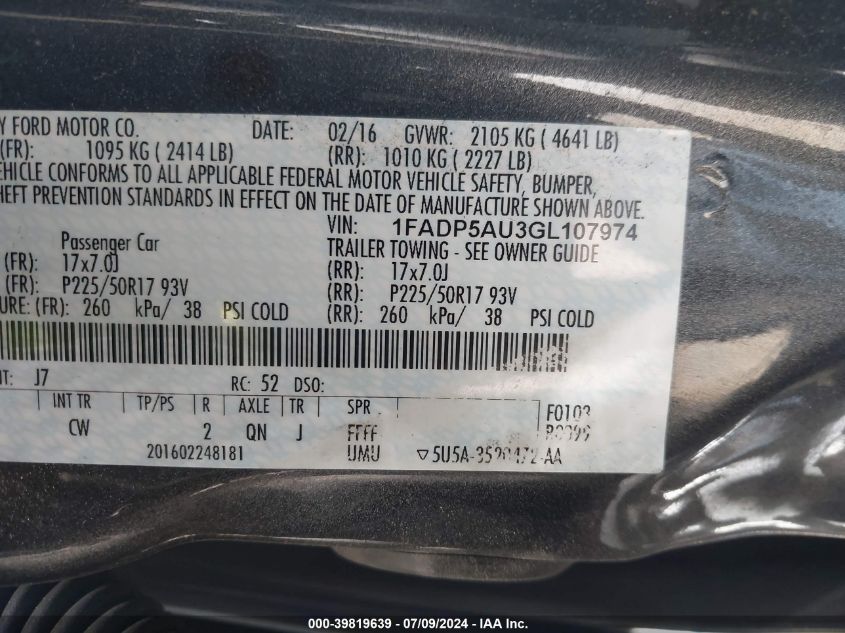 Y FORD MOTOR CO. DATE: 02/16 GVWR: 2105 KG ( 4641 LB)
(FR): 1095 KG ( 2414 LB) (RR): 1010 KG ( 2227 LB)
EHICLE CONFORMS TO ALL APPLICABLE FEDERAL MOTOR VEHICLE SAFETY, BUMPER,
HEFT PREVENTION STANDARDS IN EFFECT ON THE DATE OF MANUFACTURE SHOWN ABOVE.
VIN: 1FADP5AU3GL107974
Passenger Car TRAILER TOWING - SEE OWNER GUIDE
(FR): 17x7.0J (RR): 17x7.0J
(FR): P225/50R17 93V (RR): P225/50R17 93V
URE: (FR): 260 kPa/ 38 PSI COLD (RR): 260 kPa/ 38 PSI COLD
NT: J7 RC: 52 DSO:
INT TR TP/PS R AXLE TR SPR F0103
CW 2 QN J FFFF
201602248181 UMU ▽5U5A-3520472-AA
000-39819639 - 07/09/2024 - IAA Inc.